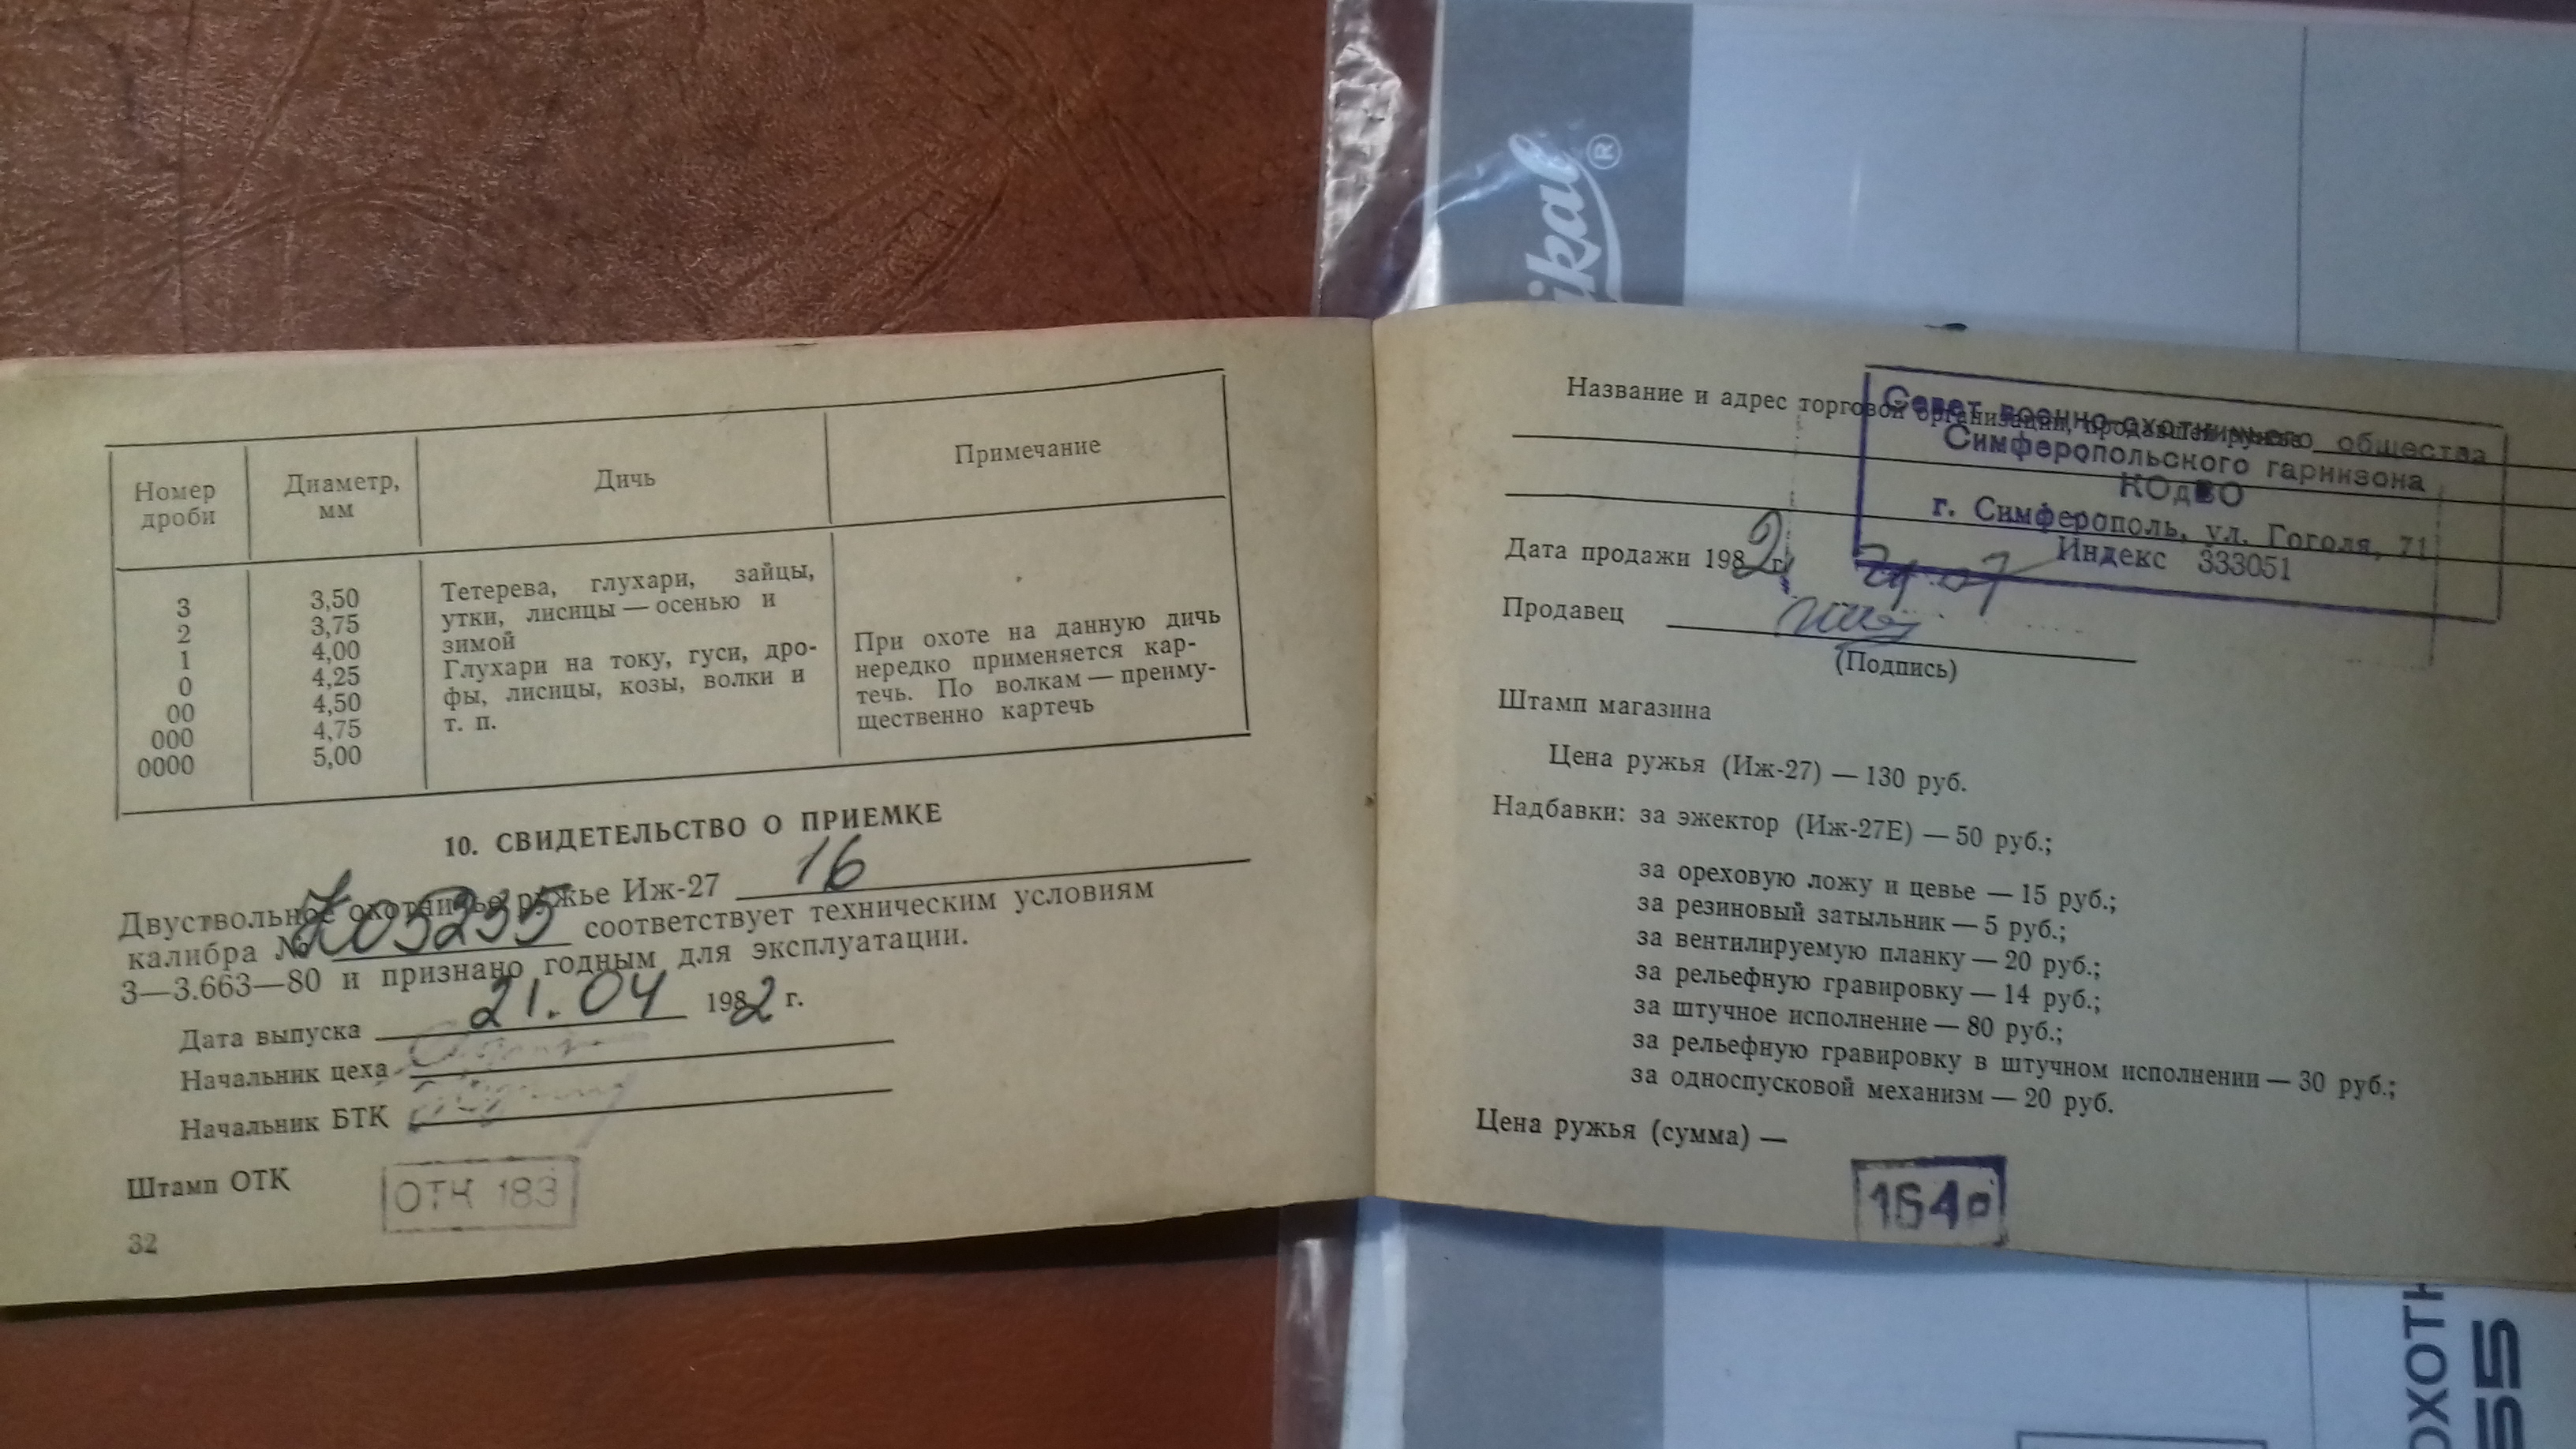 Номер дроби
Диаметр, мм
Дичь
Примечание
3 3,50
2 3,75
1 4,00
0 4,25
00 4,50
000 4,75
0000 5,00
Тетерева, глухари, зайцы,
утки, лисицы — осенью и
зимой
Глухари на току, гуси, дро-
фы, лисицы, козы, волки и
т. п.
При охоте на данную дичь
нередко применяется кар-
течь. По волкам — преиму-
щественно картечь
10. СВИДЕТЕЛЬСТВО О ПРИЕМКЕ
Двуствольное охотничье ружье Иж-27 16
калибра № 05235 соответствует техническим условиям
3—3.663—80 и признано годным для эксплуатации.
Дата выпуска 21.04 1982 г.
Начальник цеха
Начальник БТК
Штамп ОТК ОТК 183
32
Название и адрес торговой организации, продавшей ружье
Совет военно-охотничьего общества
Симферопольского гарнизона
КОдВО
г. Симферополь, ул. Гоголя, 71
Индекс 333051
Дата продажи 1982 г.
Продавец
(Подпись)
Штамп магазина
Цена ружья (Иж-27) — 130 руб.
Надбавки: за эжектор (Иж-27Е) — 50 руб.;
за ореховую ложу и цевье — 15 руб.;
за резиновый затыльник — 5 руб.;
за вентилируемую планку — 20 руб.;
за рельефную гравировку — 14 руб.;
за штучное исполнение — 80 руб.;
за рельефную гравировку в штучном исполнении — 30 руб.;
за односпусковой механизм — 20 руб.
Цена ружья (сумма) —
ikal®
55